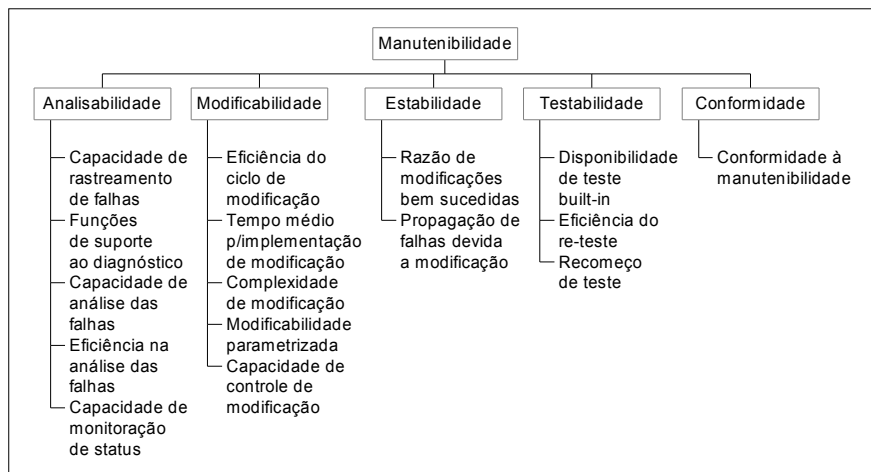 Manutenibilidade
Analisabilidade
Modificabilidade
Estabilidade
Testabilidade
Conformidade
Capacidade de
rastreamento
de falhas
Funções
de suporte
ao diagnóstico
Capacidade de
análise das
falhas
Eficiência na
análise das
falhas
Capacidade de
monitoração
de status
Eficiência do
ciclo de
modificação
Tempo médio
p/implementação
de modificação
Complexidade
de modificação
Modificabilidade
parametrizada
Capacidade de
controle de
modificação
Razão de
modificações
bem sucedidas
Propagação de
falhas devida
a modificação
Disponibilidade
de teste
built-in
Eficiência do
re-teste
Recomeço
de teste
Conformidade à
manutenibilidade